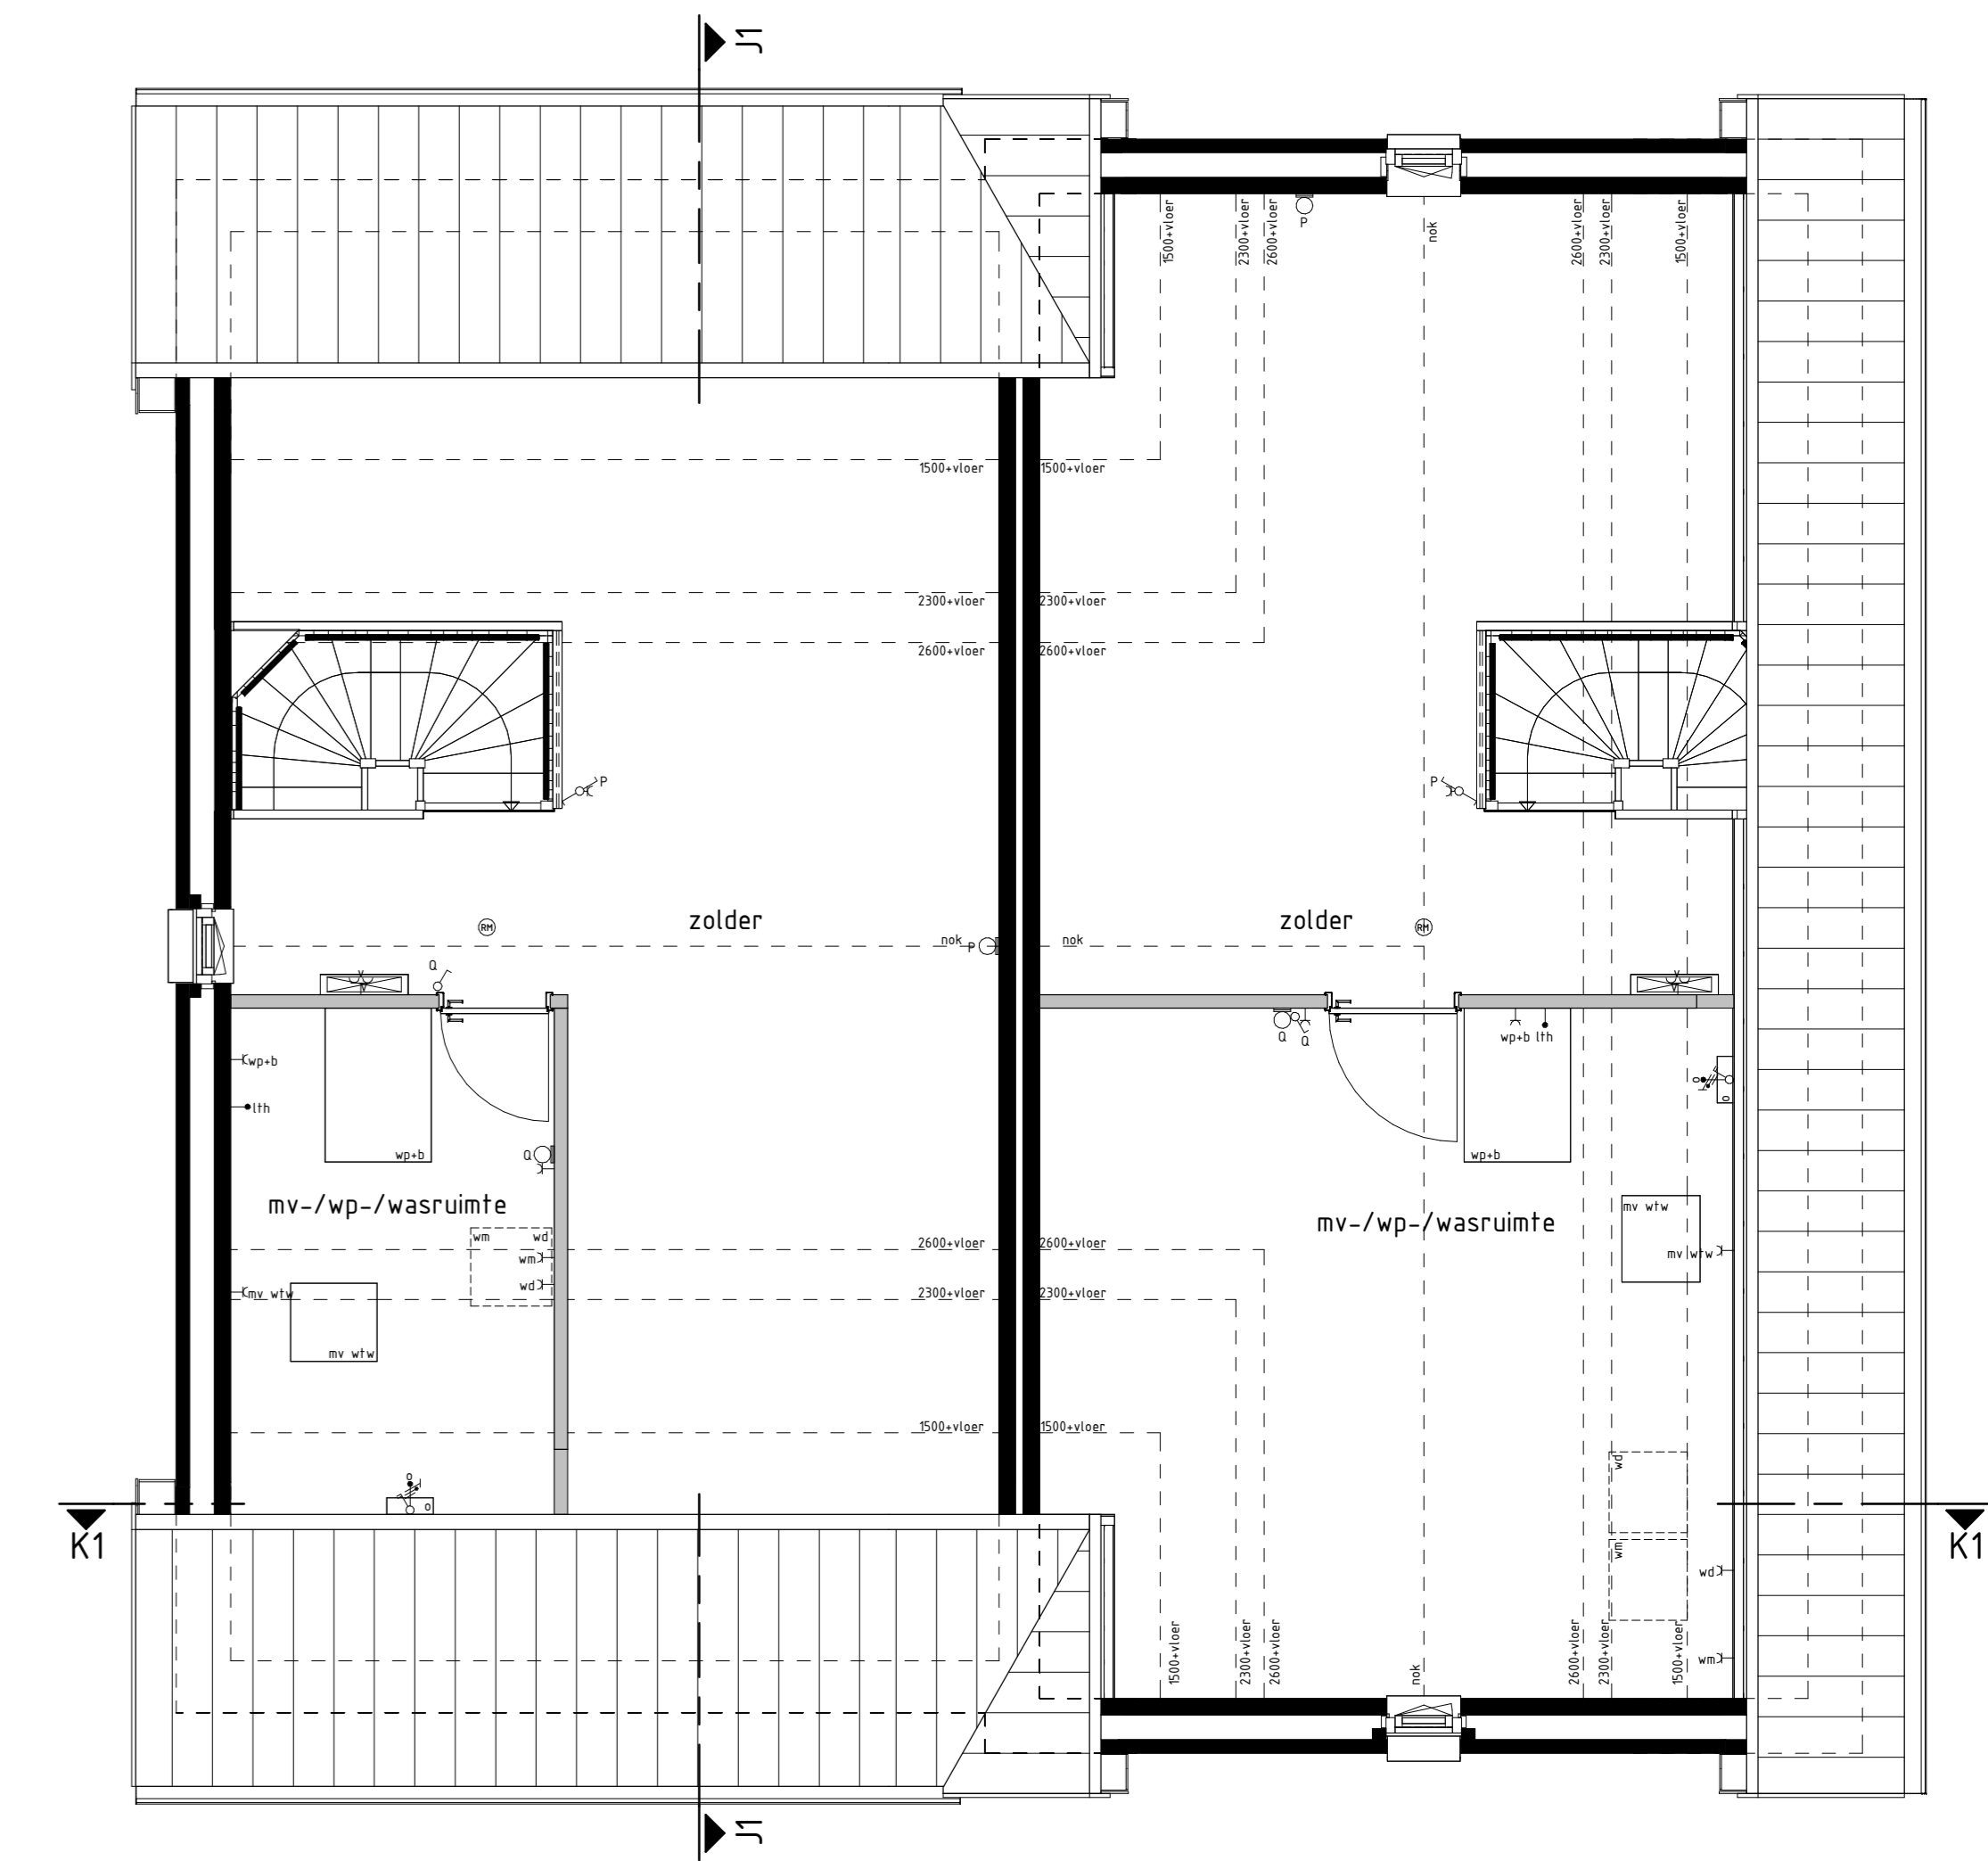 J1
1500+vloer
2300+vloer
2600+vloer
P
nok
2600+vloer
2300+vloer
1500+vloer
1500+vloer
1500+vloer
2300+vloer
2300+vloer
2600+vloer
2600+vloer
P
P
zolder
zolder
RM
RM
nok
P
nok
Q
V
V
wp+b
lth
Q
Q
wp+b lth
o
o
wp+b
Q
wp+b
mv-/wp-/wasruimte
mv-/wp-/wasruimte
mv wtw
mv wtw
wm
wd
wm
wd
2600+vloer
2600+vloer
mv wtw
2300+vloer
2300+vloer
mv wtw
1500+vloer
1500+vloer
wd
wm
o
o
K1
K1
wd
wm
1500+vloer
2300+vloer
2600+vloer
nok
2600+vloer
2300+vloer
1500+vloer
J1